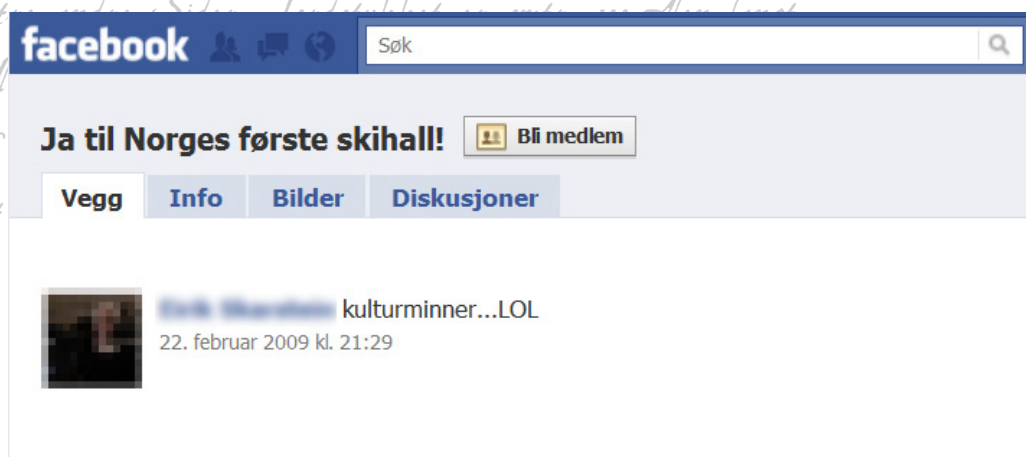 facebook
Søk
Ja til Norges første skihall!
Bli medlem
Vegg Info Bilder Diskusjoner
kulturminner...LOL
22. februar 2009 kl. 21:29